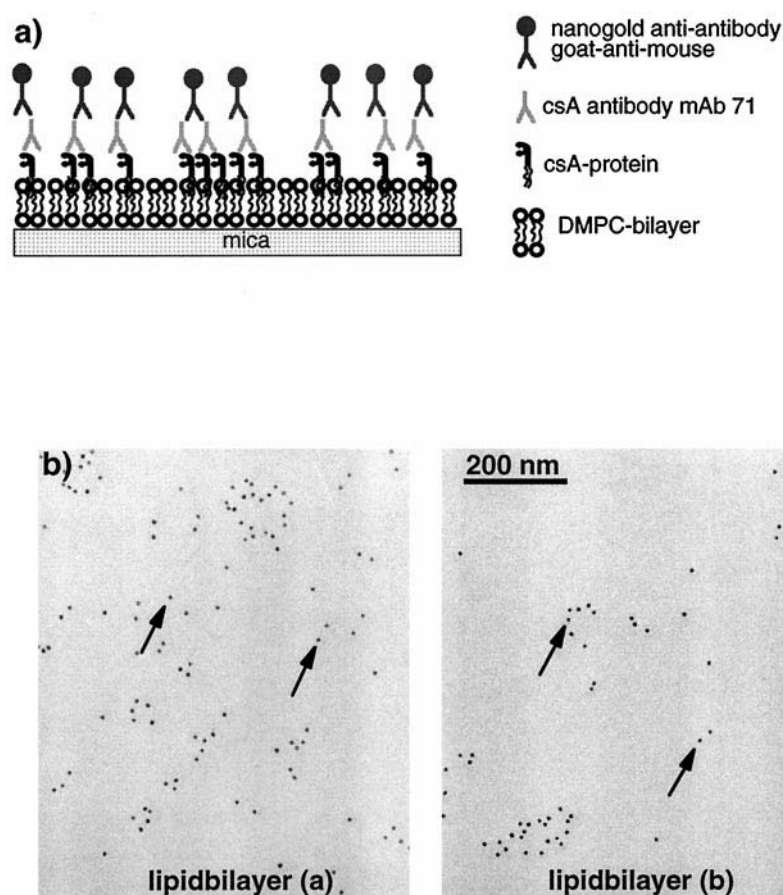 a)
nanogold anti-antibody
goat-anti-mouse
csA antibody mAb 71
csA-protein
DMPC-bilayer
mica
b)
200 nm
lipidbilayer (a)
lipidbilayer (b)